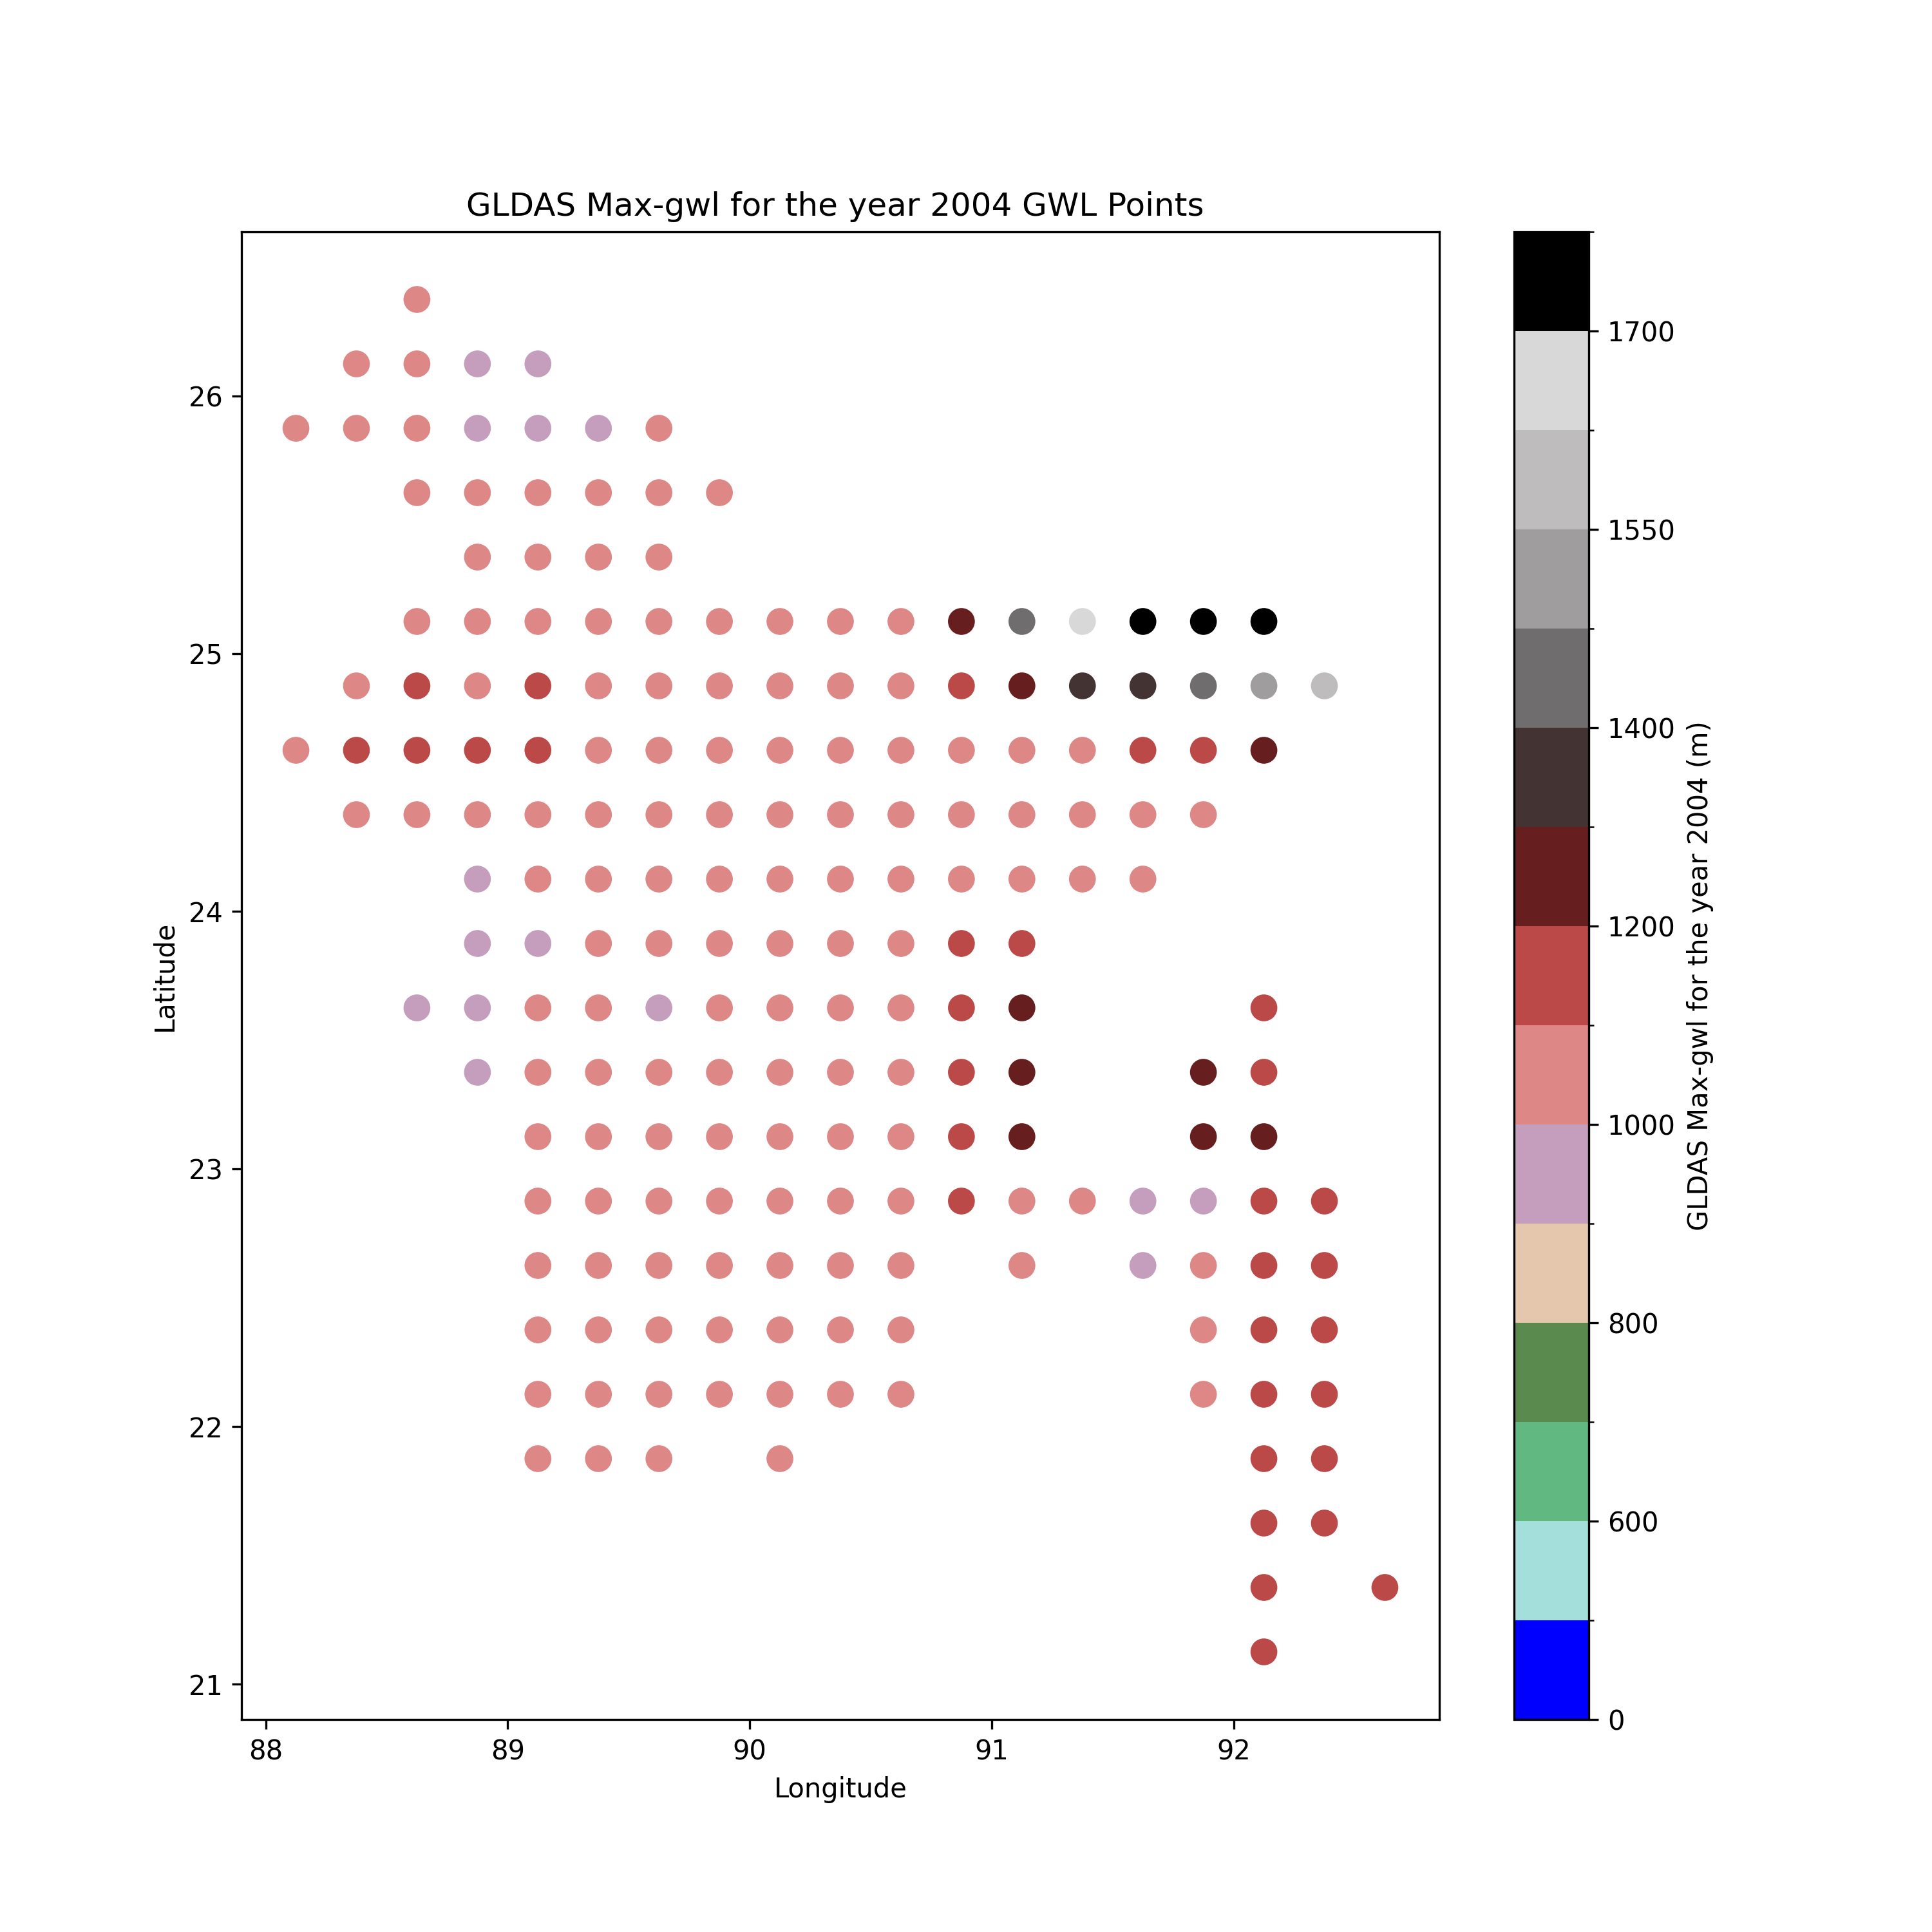 GLDAS Max-gwl for the year 2004 GWL Points
26
25
24
23
22
21
Latitude
88 89 90 91 92
Longitude
1700
1550
1400
1200
1000
800
600
0
GLDAS Max-gwl for the year 2004 (m)